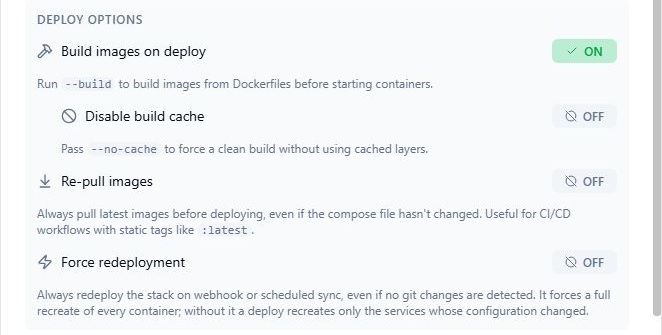 DEPLOY OPTIONS
Build images on deploy
ON
Run --build to build images from Dockerfiles before starting containers.
Disable build cache
OFF
Pass --no-cache to force a clean build without using cached layers.
Re-pull images
OFF
Always pull latest images before deploying, even if the compose file hasn't changed. Useful for CI/CD
workflows with static tags like :latest.
Force redeployment
OFF
Always redeploy the stack on webhook or scheduled sync, even if no git changes are detected. It forces a full
recreate of every container; without it a deploy recreates only the services whose configuration changed.